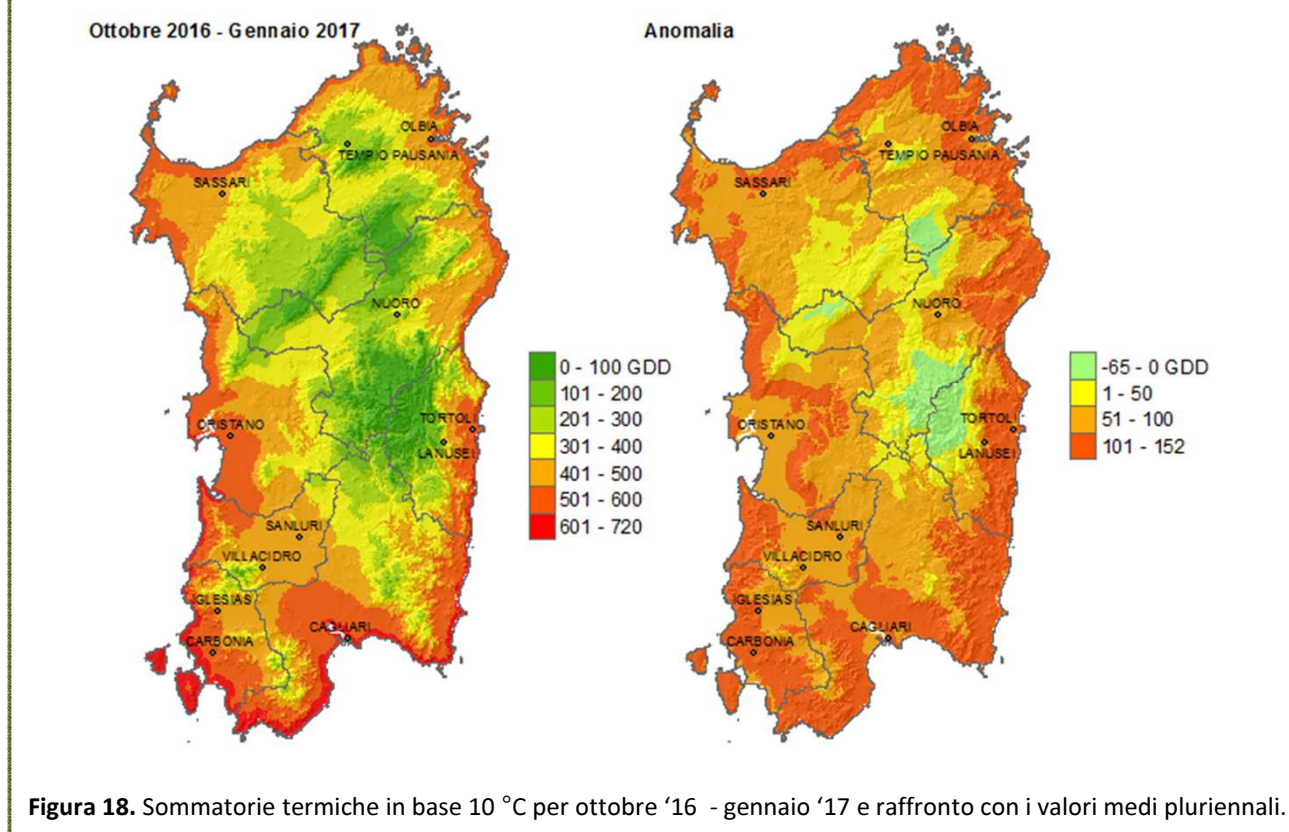 Ottobre 2016 - Gennaio 2017
OLBIA
TEMPIO PAUSANIA
SASSARI
NUORO
ORISTANO
TORTOLI
LANUSEI
SANLURI
VILLACIDRO
IGLESIAS
CAGLIARI
CARBONIA
0 - 100 GDD
101 - 200
201 - 300
301 - 400
401 - 500
501 - 600
601 - 720
Anomalia
OLBIA
TEMPIO PAUSANIA
SASSARI
NUORO
ORISTANO
TORTOLI
LANUSEI
SANLURI
VILLACIDRO
IGLESIAS
CAGLIARI
CARBONIA
-65 - 0 GDD
1 - 50
51 - 100
101 - 152
Figura 18. Sommatorie termiche in base 10 °C per ottobre ‘16 - gennaio ‘17 e raffronto con i valori medi pluriennali.